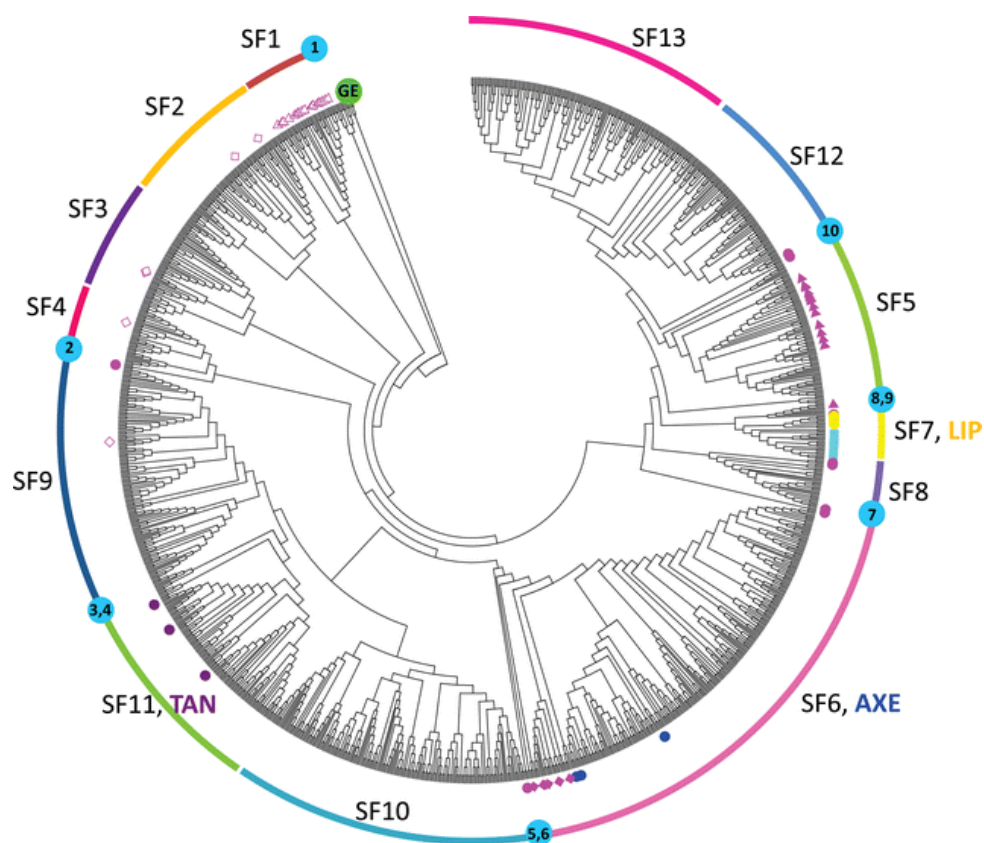 SF1
1
SF13
GE
SF2
SF12
SF3
10
SF4
SF5
2
8,9
SF7, LIP
SF9
SF8
7
3,4
SF11, TAN
SF6, AXE
SF10
5,6